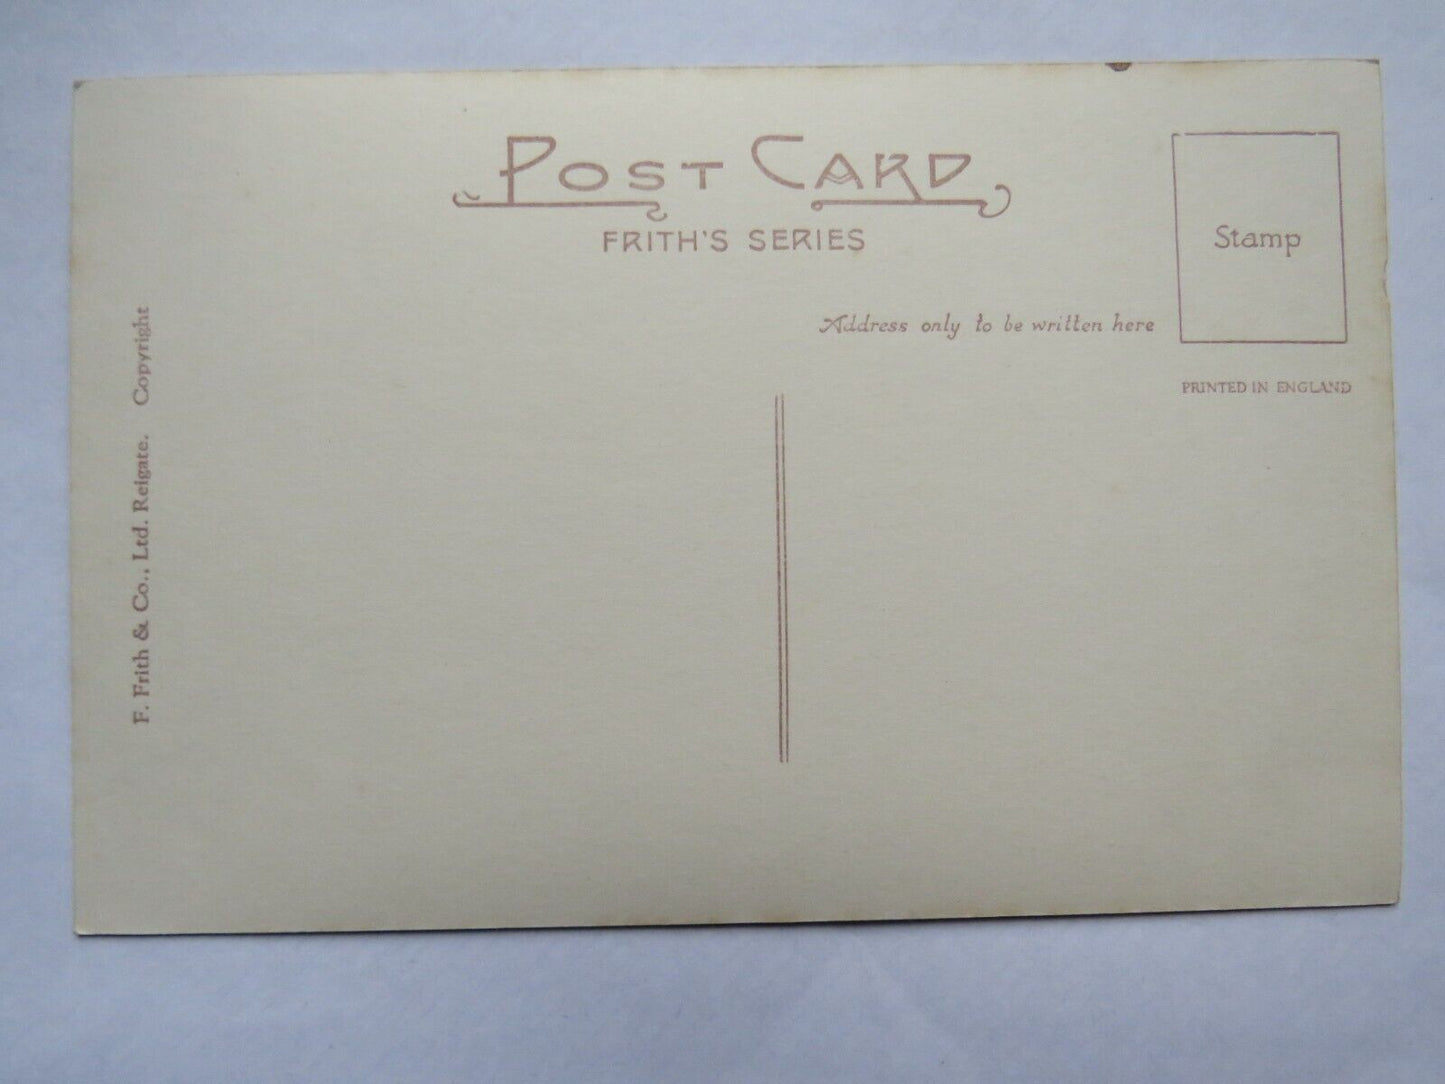 POST CARD
FRITH'S SERIES
Stamp
Address only to be written here
PRINTED IN ENGLAND
F. Frith & Co., Ltd. Reigate. Copyright